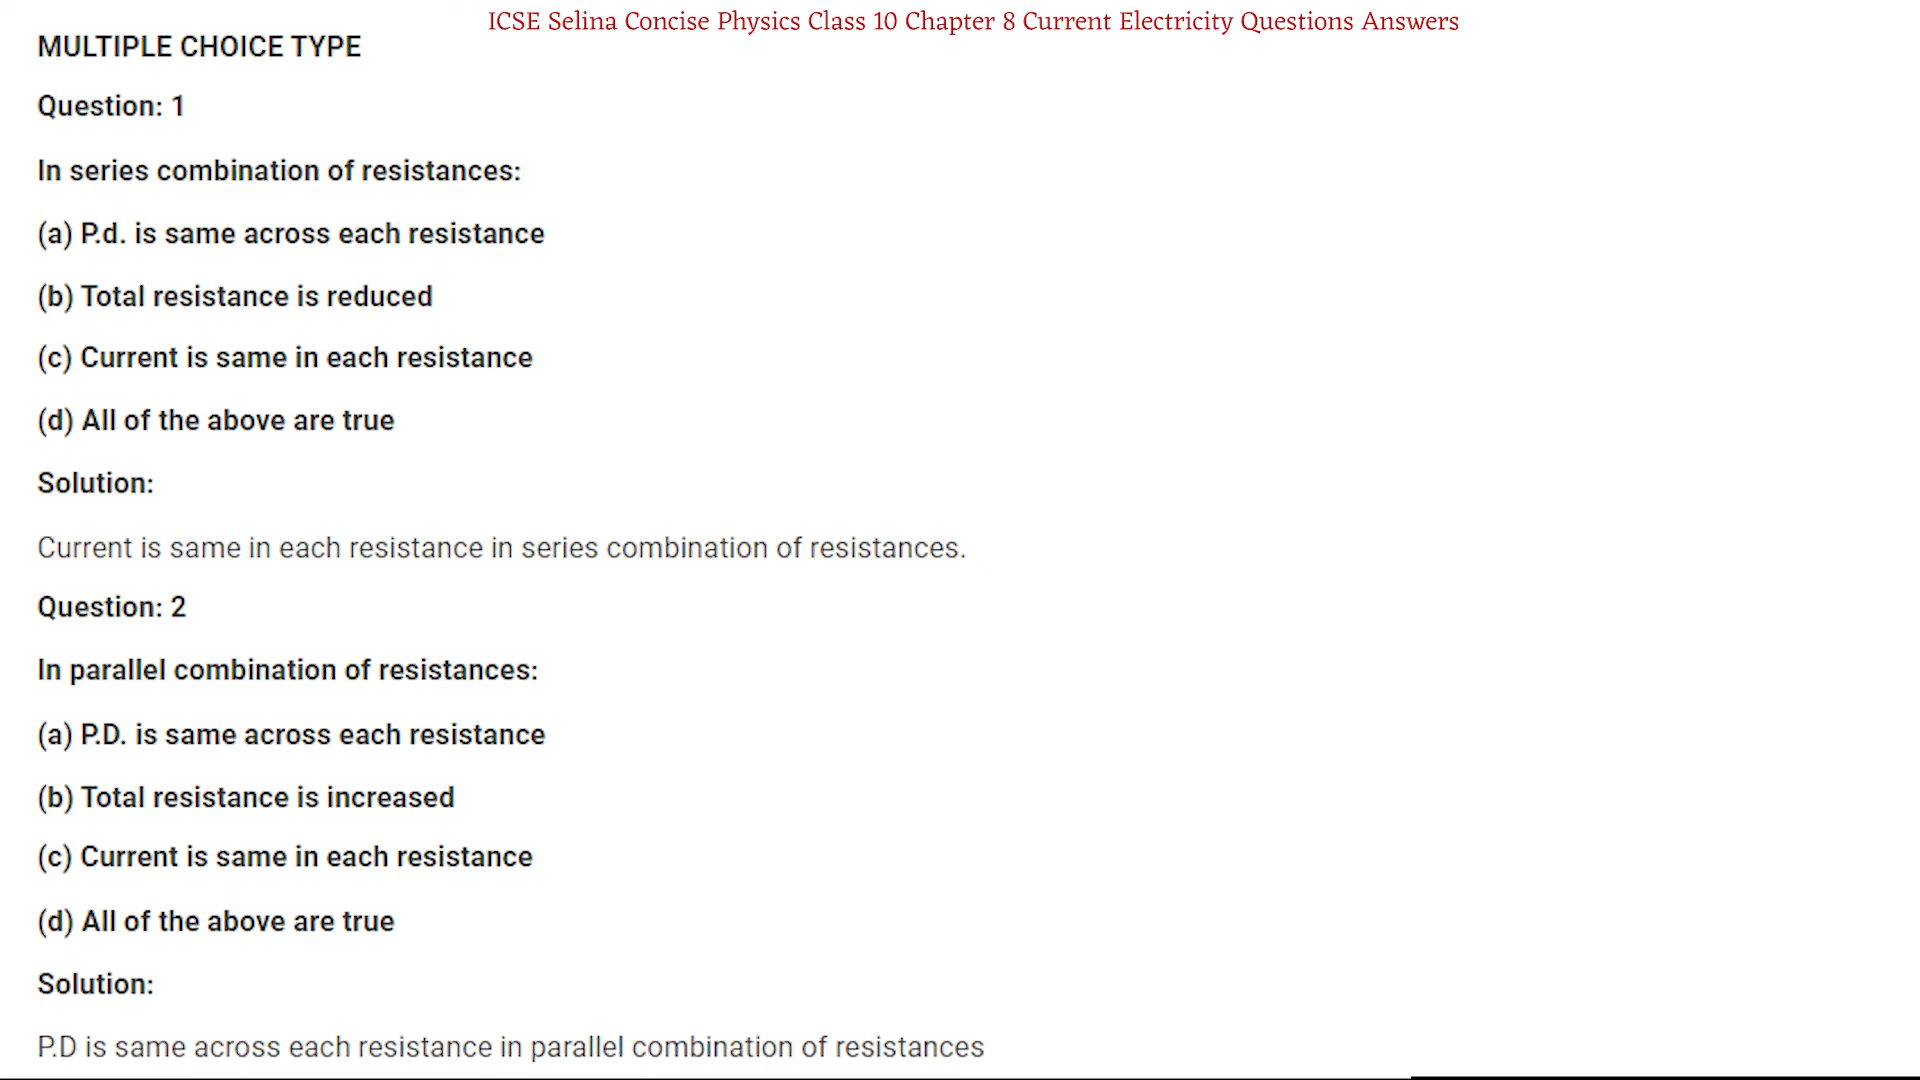 ICSE Selina Concise Physics Class 10 Chapter 8 Current Electricity Questions Answers
MULTIPLE CHOICE TYPE
Question: 1
In series combination of resistances:
(a) P.d. is same across each resistance
(b) Total resistance is reduced
(c) Current is same in each resistance
(d) All of the above are true
Solution:
Current is same in each resistance in series combination of resistances.
Question: 2
In parallel combination of resistances:
(a) P.D. is same across each resistance
(b) Total resistance is increased
(c) Current is same in each resistance
(d) All of the above are true
Solution:
P.D is same across each resistance in parallel combination of resistances